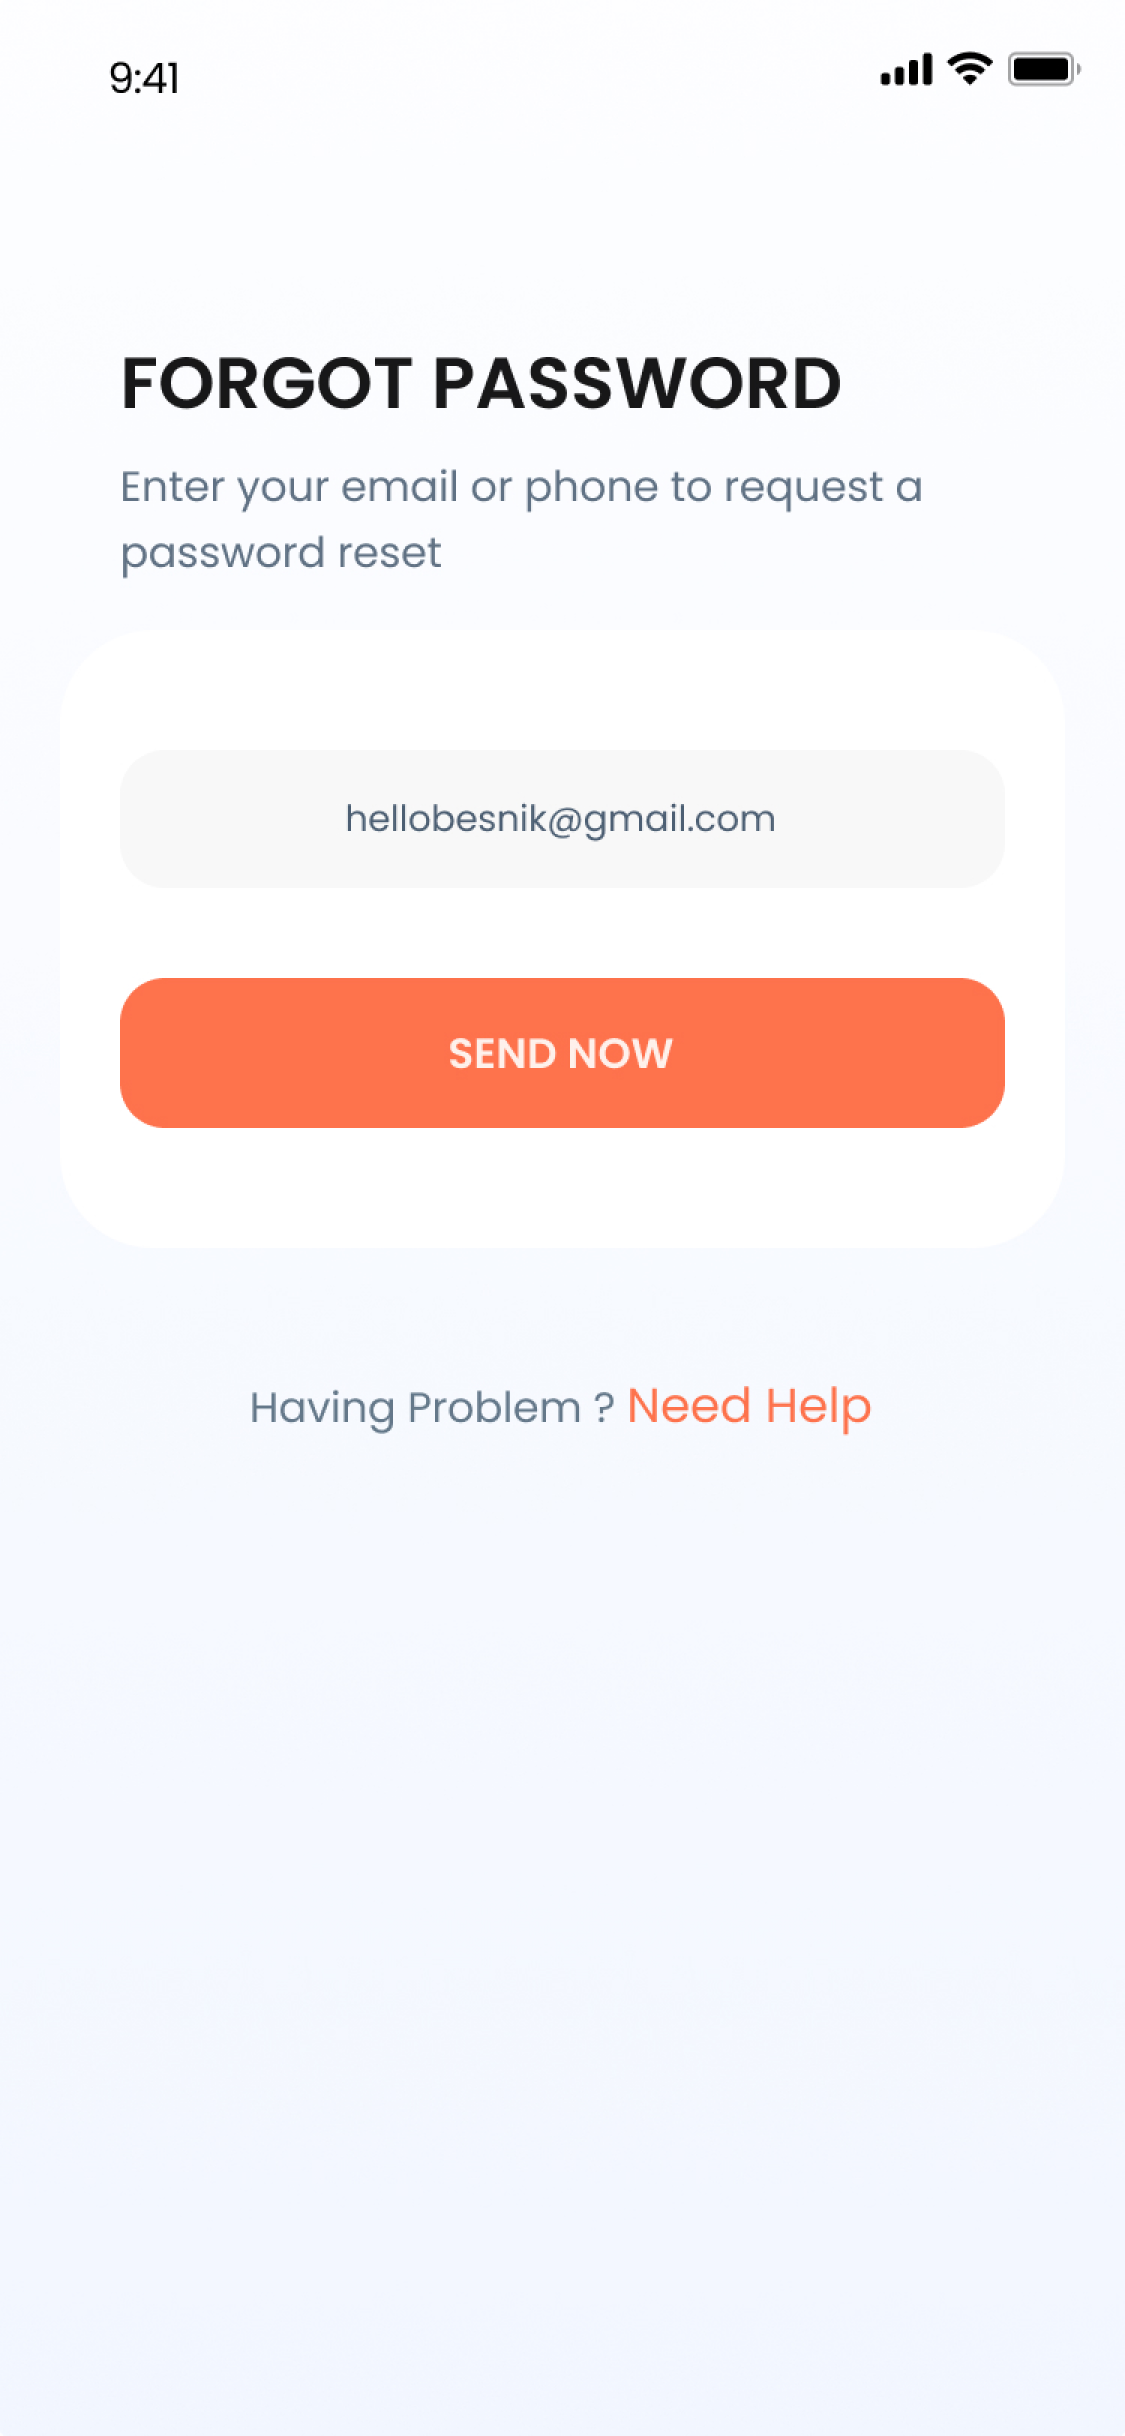 9:41
FORGOT PASSWORD
Enter your email or phone to request a
password reset
hellobesnik@gmail.com
SEND NOW
Having Problem ? Need Help